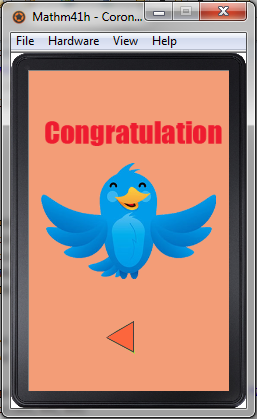 Mathm41h - Coron...
File Hardware View Help
Congratulation